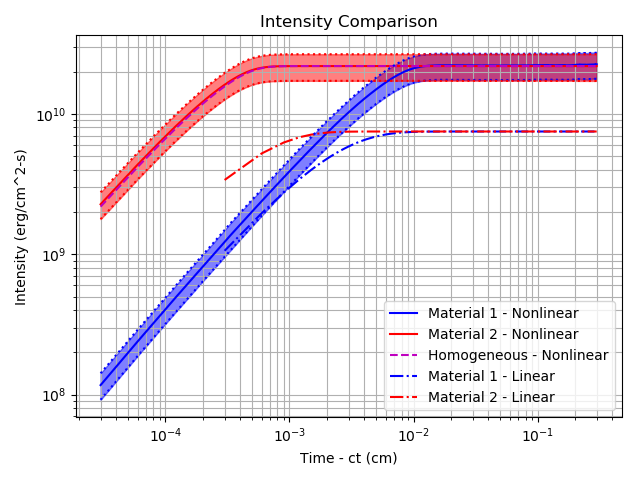 Intensity Comparison
Intensity (erg/cm^2-s)
10^10
10^9
10^8
Material 1 - Nonlinear
Material 2 - Nonlinear
Homogeneous - Nonlinear
Material 1 - Linear
Material 2 - Linear
10^-4 10^-3 10^-2 10^-1
Time - ct (cm)